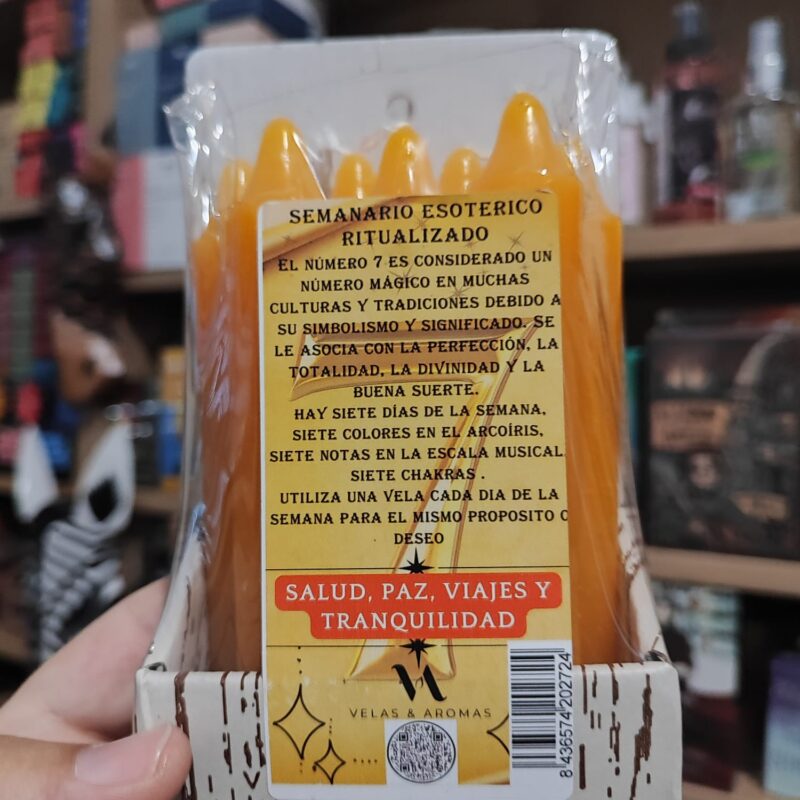 SEMANARIO ESOTERICO
RITUALIZADO
EL NÚMERO 7 ES CONSIDERADO UN
NÚMERO MÁGICO EN MUCHAS
CULTURAS Y TRADICIONES DEBIDO A
SU SIMBOLISMO Y SIGNIFICADO. SE
LE ASOCIA CON LA PERFECCIÓN, LA
TOTALIDAD, LA DIVINIDAD Y LA
BUENA SUERTE.
HAY SIETE DÍAS DE LA SEMANA,
SIETE COLORES EN EL ARCOÍRIS,
SIETE NOTAS EN LA ESCALA MUSICAL
SIETE CHAKRAS .
UTILIZA UNA VELA CADA DIA DE LA
SEMANA PARA EL MISMO PROPOSITO O
DESEO
SALUD, PAZ, VIAJES Y
TRANQUILIDAD
VELAS & AROMAS
8 436574 202724